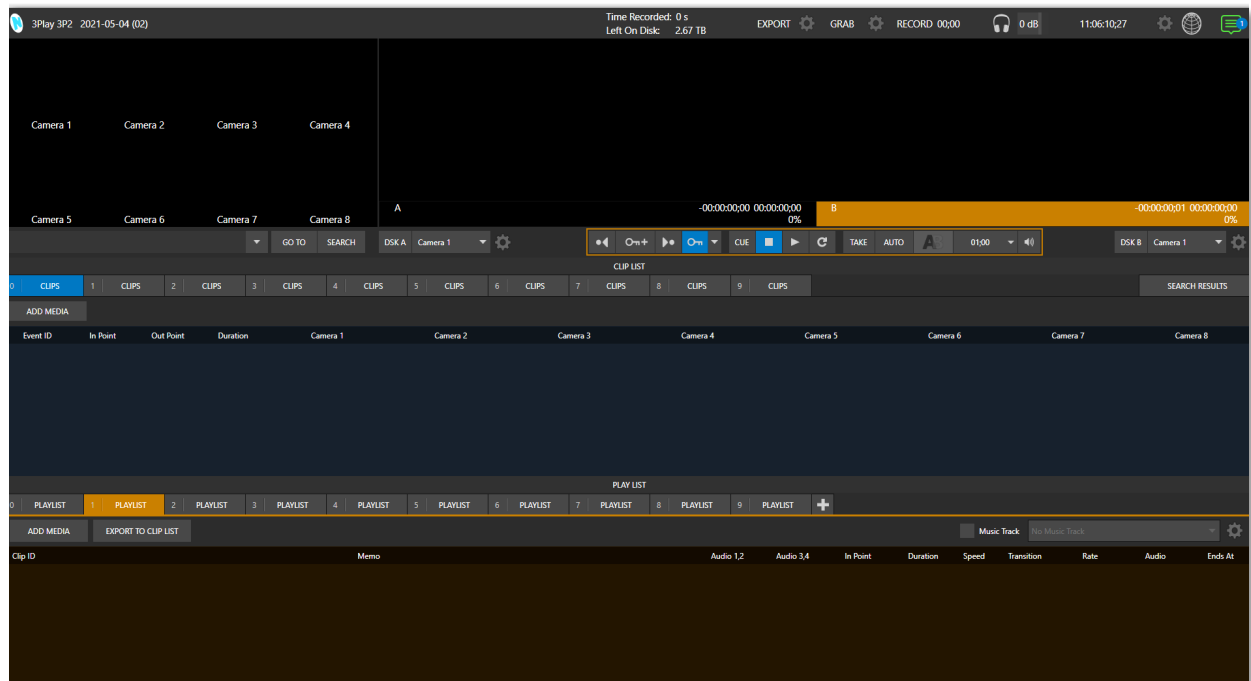 3Play 3P2 2021-05-04 (02) Time Recorded: 0 s EXPORT GRAB RECORD 00;00 0 dB 11:06:10;27 1
Left On Disk: 2.67 TB
Camera 1 Camera 2 Camera 3 Camera 4
Camera 5 Camera 6 Camera 7 Camera 8
A -00:00:00;00 00:00:00;00
0%
B -00:00:00;01 00:00:00;00
0%
GO TO SEARCH DSK A Camera 1 CUE TAKE AUTO A 01;00 DSK B Camera 1
CLIP LIST
0 CLIPS 1 CLIPS 2 CLIPS 3 CLIPS 4 CLIPS 5 CLIPS 6 CLIPS 7 CLIPS 8 CLIPS 9 CLIPS SEARCH RESULTS
ADD MEDIA
Event ID In Point Out Point Duration Camera 1 Camera 2 Camera 3 Camera 4 Camera 5 Camera 6 Camera 7 Camera 8
PLAY LIST
0 PLAYLIST 1 PLAYLIST 2 PLAYLIST 3 PLAYLIST 4 PLAYLIST 5 PLAYLIST 6 PLAYLIST 7 PLAYLIST 8 PLAYLIST 9 PLAYLIST
ADD MEDIA EXPORT TO CLIP LIST Music Track No Music Track
Clip ID Memo Audio 1,2 Audio 3,4 In Point Duration Speed Transition Rate Audio Ends At